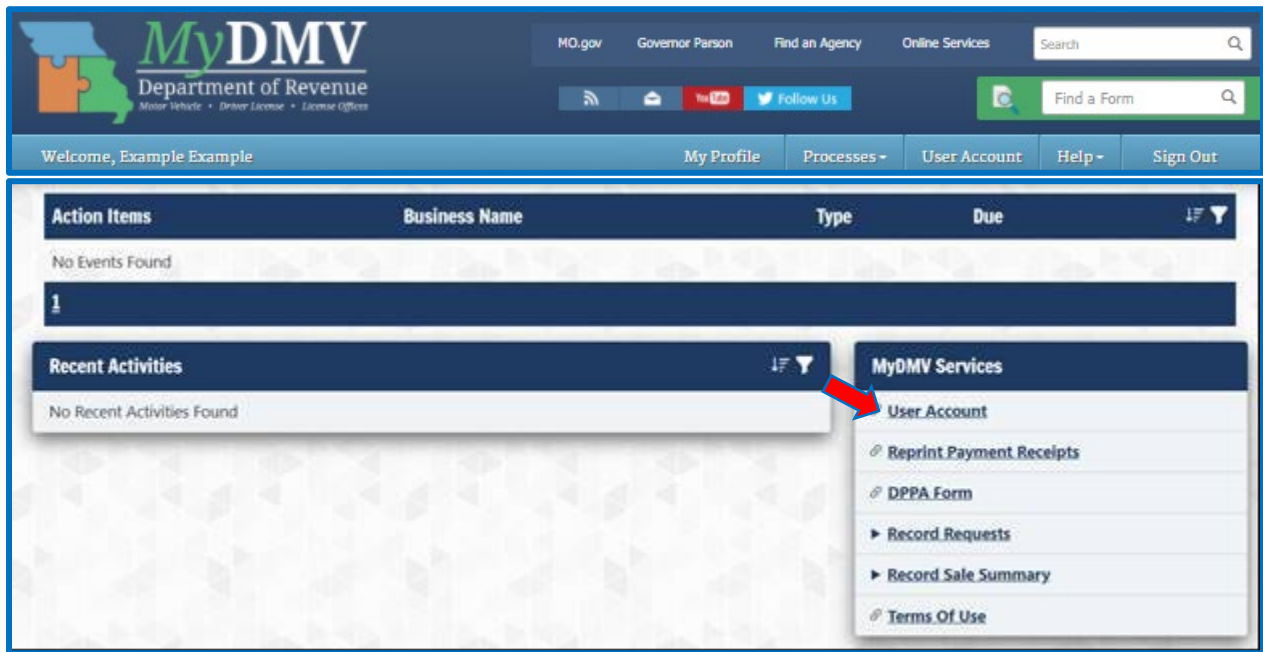 MyDMV
Department of Revenue
Motor Vehicle • Driver License • License Offices
MO.gov Governor Parson Find an Agency Online Services Search
You Tube Follow Us Find a Form
Welcome, Example Example My Profile Processes User Account Help Sign Out
Action Items Business Name Type Due
No Events Found
1
Recent Activities
No Recent Activities Found
MyDMV Services
User Account
Reprint Payment Receipts
DPPA Form
Record Requests
Record Sale Summary
Terms Of Use